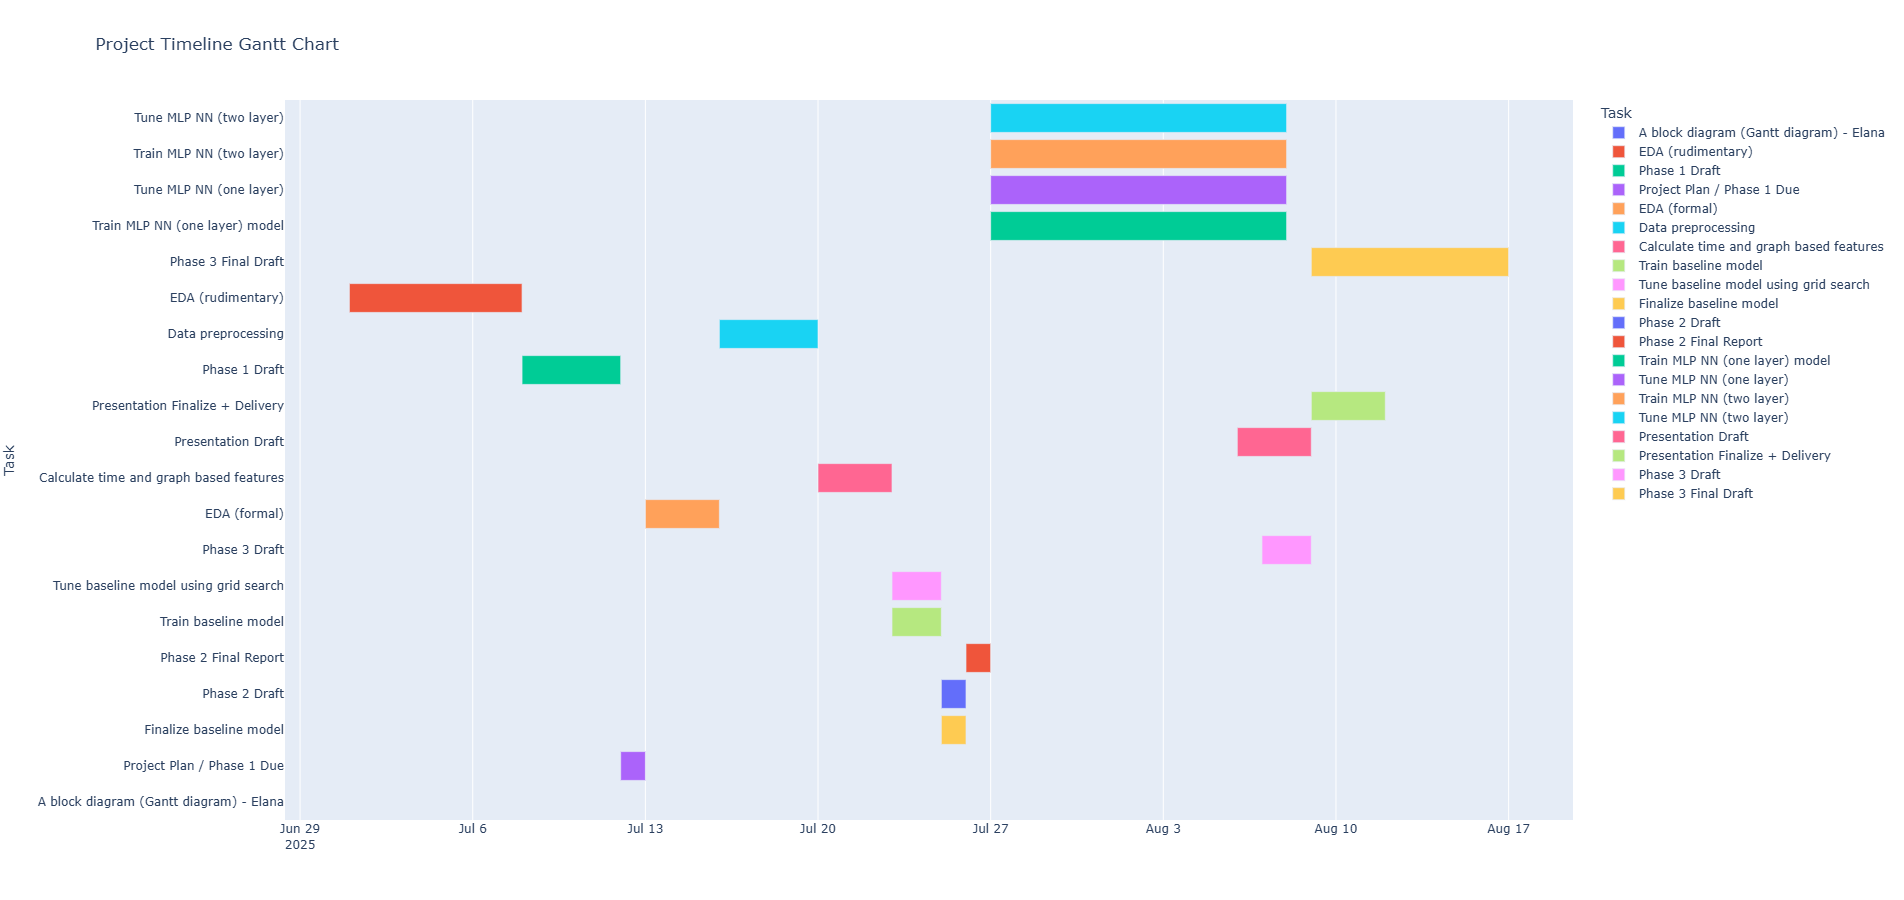 Project Timeline Gantt Chart
Task
Tune MLP NN (two layer)
Train MLP NN (two layer)
Tune MLP NN (one layer)
Train MLP NN (one layer) model
Phase 3 Final Draft
EDA (rudimentary)
Data preprocessing
Phase 1 Draft
Presentation Finalize + Delivery
Presentation Draft
Calculate time and graph based features
EDA (formal)
Phase 3 Draft
Tune baseline model using grid search
Train baseline model
Phase 2 Final Report
Phase 2 Draft
Finalize baseline model
Project Plan / Phase 1 Due
A block diagram (Gantt diagram) - Elana
Jun 29 Jul 6 Jul 13 Jul 20 Jul 27 Aug 3 Aug 10 Aug 17
2025
Task
A block diagram (Gantt diagram) - Elana
EDA (rudimentary)
Phase 1 Draft
Project Plan / Phase 1 Due
EDA (formal)
Data preprocessing
Calculate time and graph based features
Train baseline model
Tune baseline model using grid search
Finalize baseline model
Phase 2 Draft
Phase 2 Final Report
Train MLP NN (one layer) model
Tune MLP NN (one layer)
Train MLP NN (two layer)
Tune MLP NN (two layer)
Presentation Draft
Presentation Finalize + Delivery
Phase 3 Draft
Phase 3 Final Draft